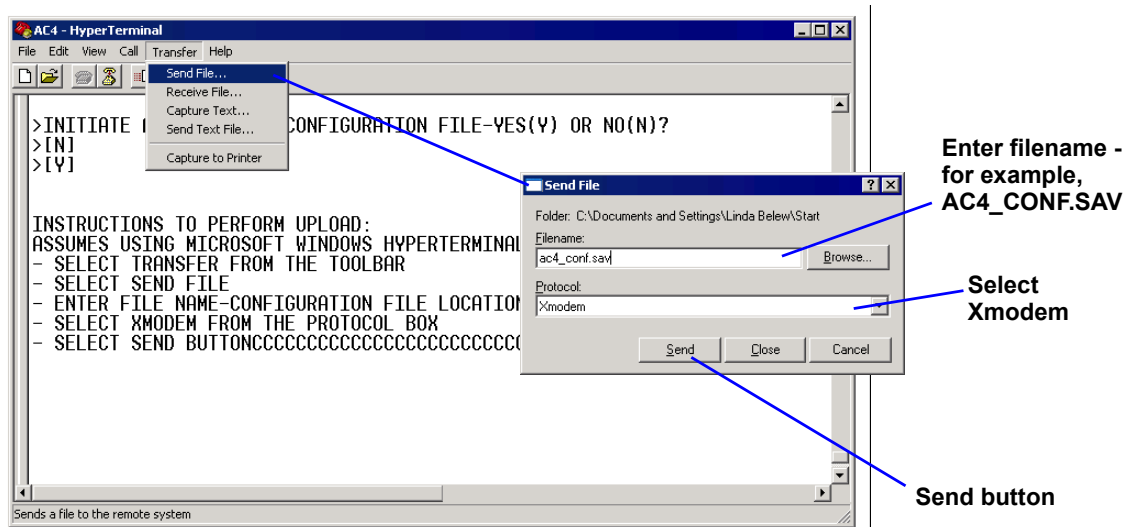 AC4 - HyperTerminal
File Edit View Call Transfer Help
Send File...
Receive File...
Capture Text...
Send Text File...
Capture to Printer
>INITIATE CONFIGURATION FILE-YES(Y) OR NO(N)?
>[N]
>[Y]
INSTRUCTIONS TO PERFORM UPLOAD:
ASSUMES USING MICROSOFT WINDOWS HYPERTERMINAL
- SELECT TRANSFER FROM THE TOOLBAR
- SELECT SEND FILE
- ENTER FILE NAME-CONFIGURATION FILE LOCATION
- SELECT XMODEM FROM THE PROTOCOL BOX
- SELECT SEND BUTTONCCCCCCCCCCCCCCCCCCCCCCCCC
Send File
Folder: C:\Documents and Settings\Linda Belew\Start
Filename:
ac4_conf.sav
Browse...
Protocol:
Xmodem
Send Close Cancel
Sends a file to the remote system
Enter filename -
for example,
AC4_CONF.SAV
Select
Xmodem
Send button